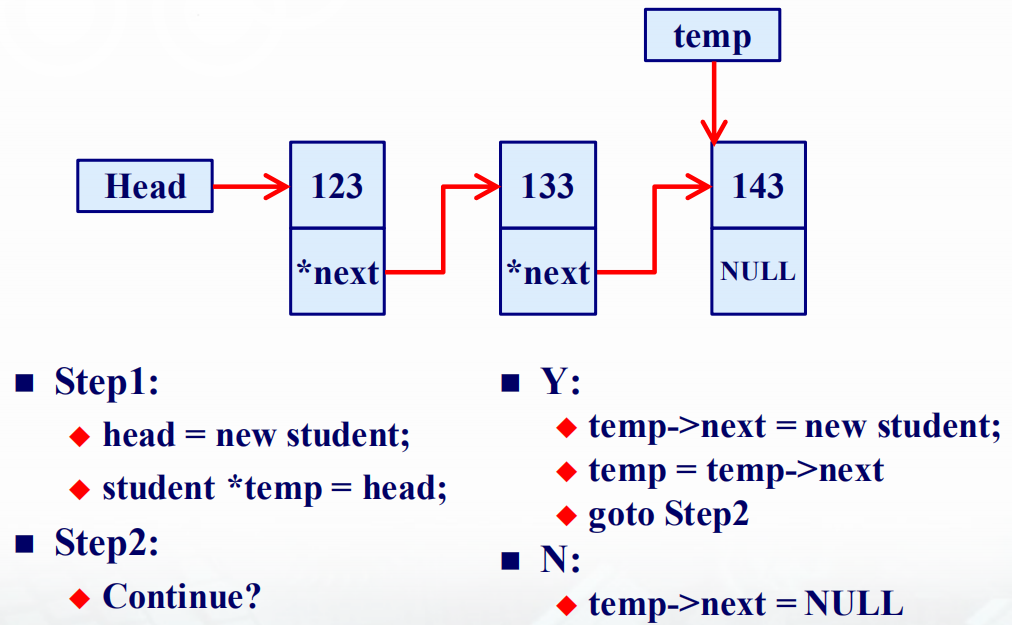 temp
Head
123
133
143
*next
*next
NULL
Step1:
head = new student;
student *temp = head;
Step2:
Continue?
Y:
temp->next = new student;
temp = temp->next
goto Step2
N:
temp->next = NULL